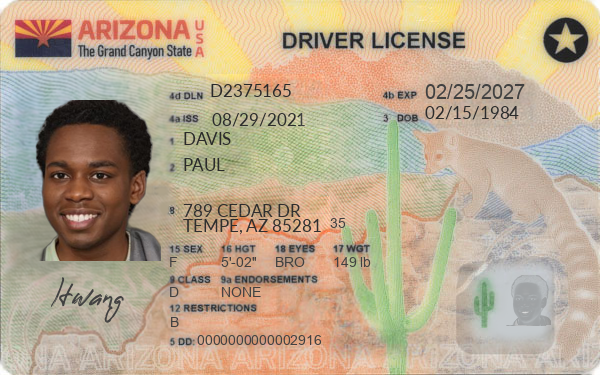 ARIZONA USA
The Grand Canyon State
DRIVER LICENSE
4d DLN D2375165
4b EXP 02/25/2027
4a ISS 08/29/2021
3 DOB 02/15/1984
1 DAVIS
2 PAUL
8 789 CEDAR DR
TEMPE, AZ 85281 35
15 SEX 16 HGT 18 EYES 17 WGT
F 5'-02" BRO 149 lb
9 CLASS 9a ENDORSEMENTS
D NONE
12 RESTRICTIONS
B
5 DD: 0000000000002916
Hwang
ARIZONA ARIZONA ARIZONA ARIZONA